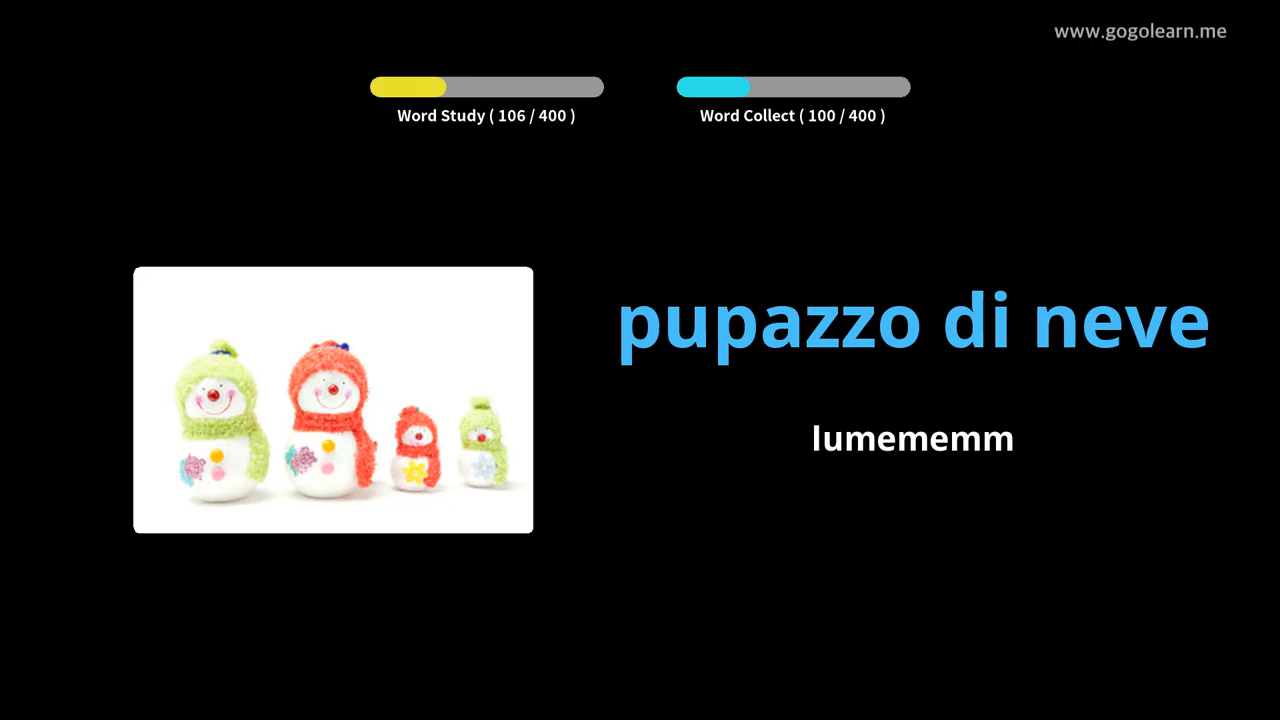 www.gogolearn.me
Word Study ( 106 / 400 )
Word Collect ( 100 / 400 )
pupazzo di neve
lumememm